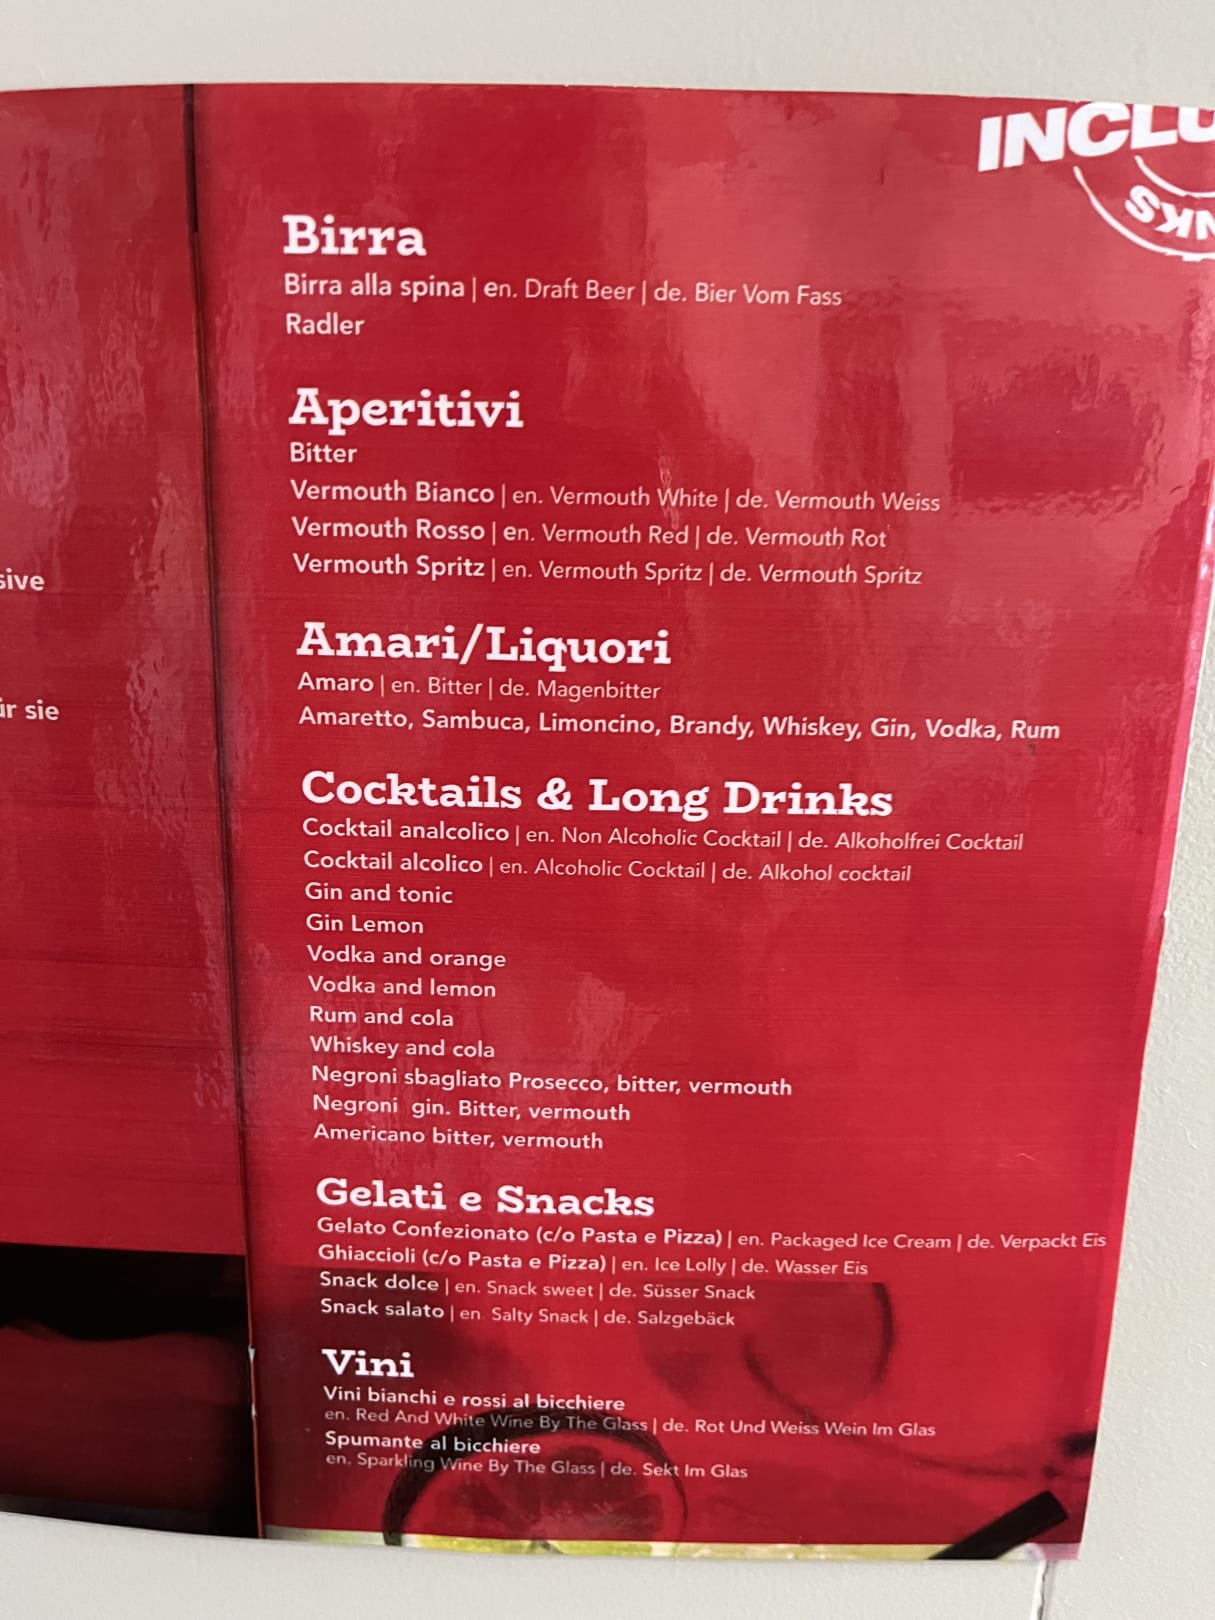 INCLU
NKS
sive
ür sie
Birra
Birra alla spina | en. Draft Beer | de. Bier Vom Fass
Radler
Aperitivi
Bitter
Vermouth Bianco | en. Vermouth White | de. Vermouth Weiss
Vermouth Rosso | en. Vermouth Red | de. Vermouth Rot
Vermouth Spritz | en. Vermouth Spritz | de. Vermouth Spritz
Amari/Liquori
Amaro | en. Bitter | de. Magenbitter
Amaretto, Sambuca, Limoncino, Brandy, Whiskey, Gin, Vodka, Rum
Cocktails & Long Drinks
Cocktail analcolico | en. Non Alcoholic Cocktail | de. Alkoholfrei Cocktail
Cocktail alcolico | en. Alcoholic Cocktail | de. Alkohol cocktail
Gin and tonic
Gin Lemon
Vodka and orange
Vodka and lemon
Rum and cola
Whiskey and cola
Negroni sbagliato Prosecco, bitter, vermouth
Negroni gin. Bitter, vermouth
Americano bitter, vermouth
Gelati e Snacks
Gelato Confezionato (c/o Pasta e Pizza) | en. Packaged Ice Cream | de. Verpackt Eis
Ghiaccioli (c/o Pasta e Pizza) | en. Ice Lolly | de. Wasser Eis
Snack dolce | en. Snack sweet | de. Süsser Snack
Snack salato | en. Salty Snack | de. Salzgebäck
Vini
Vini bianchi e rossi al bicchiere
en. Red And White Wine By The Glass | de. Rot Und Weiss Wein Im Glas
Spumante al bicchiere
en. Sparkling Wine By The Glass | de. Sekt Im Glas